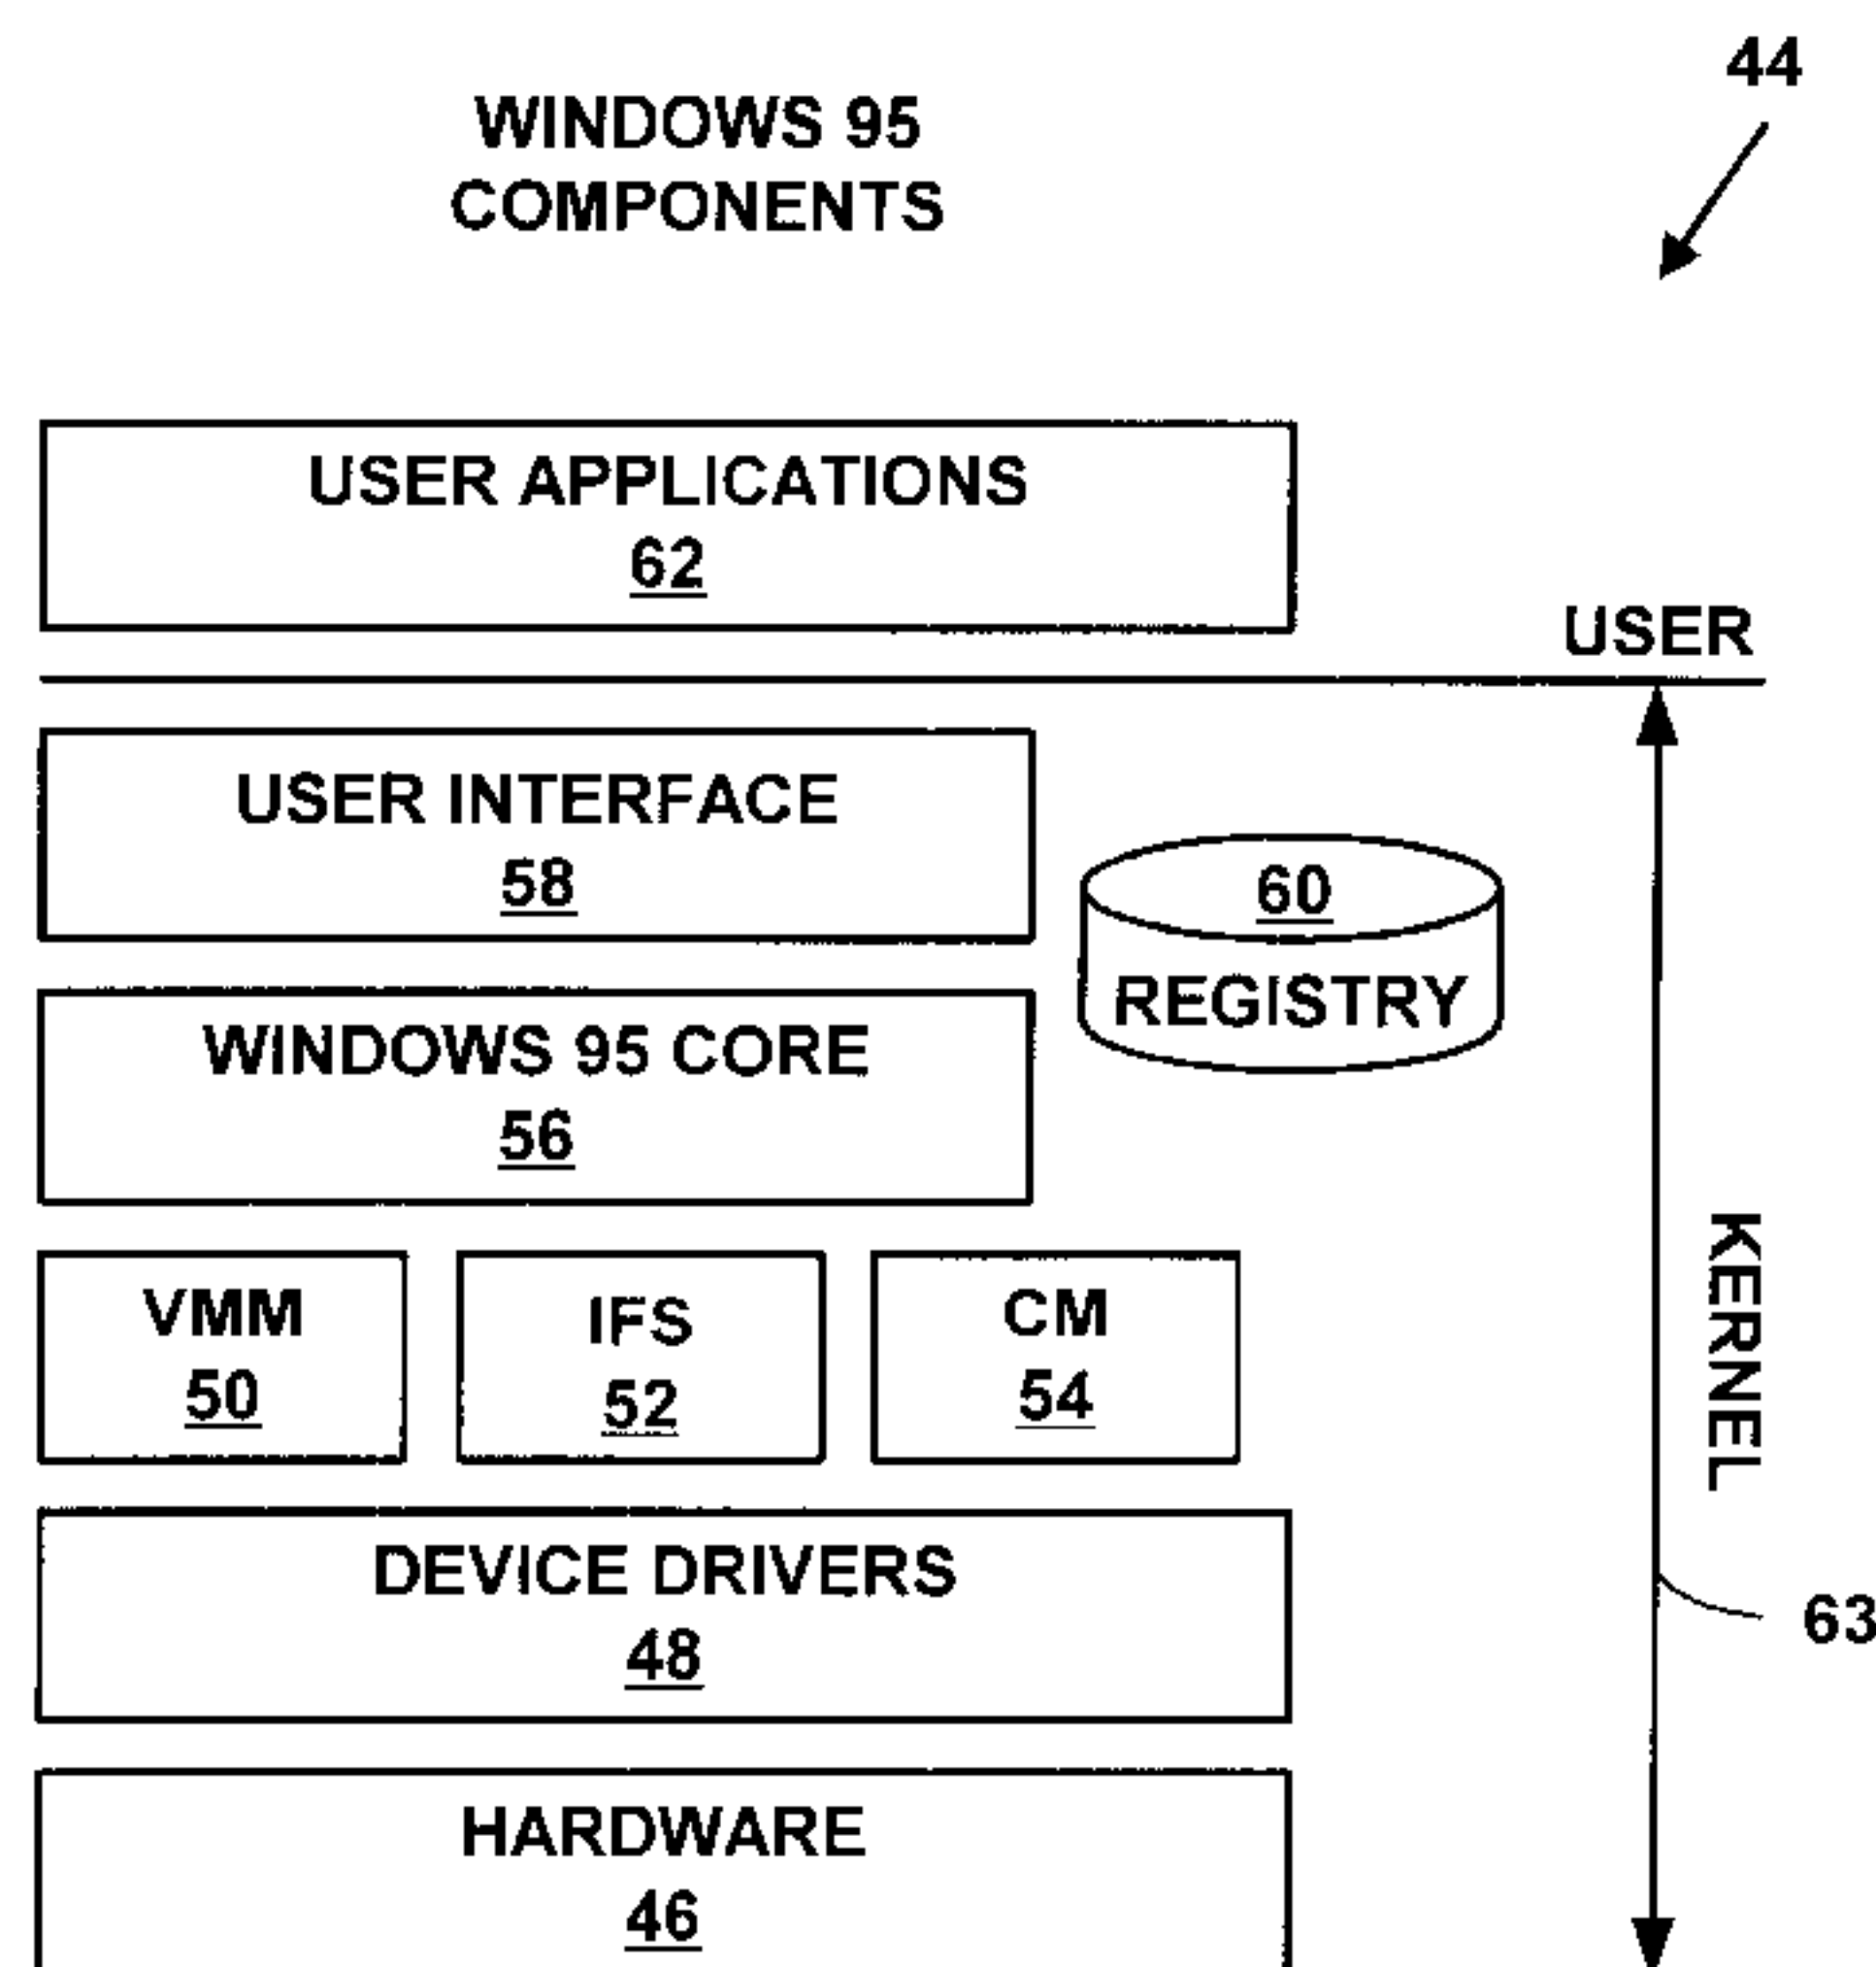 44
WINDOWS 95
COMPONENTS
USER APPLICATIONS
62
USER
USER INTERFACE
58
60
REGISTRY
WINDOWS 95 CORE
56
KERNEL
VMM
50
IFS
52
CM
54
DEVICE DRIVERS
48
63
HARDWARE
46